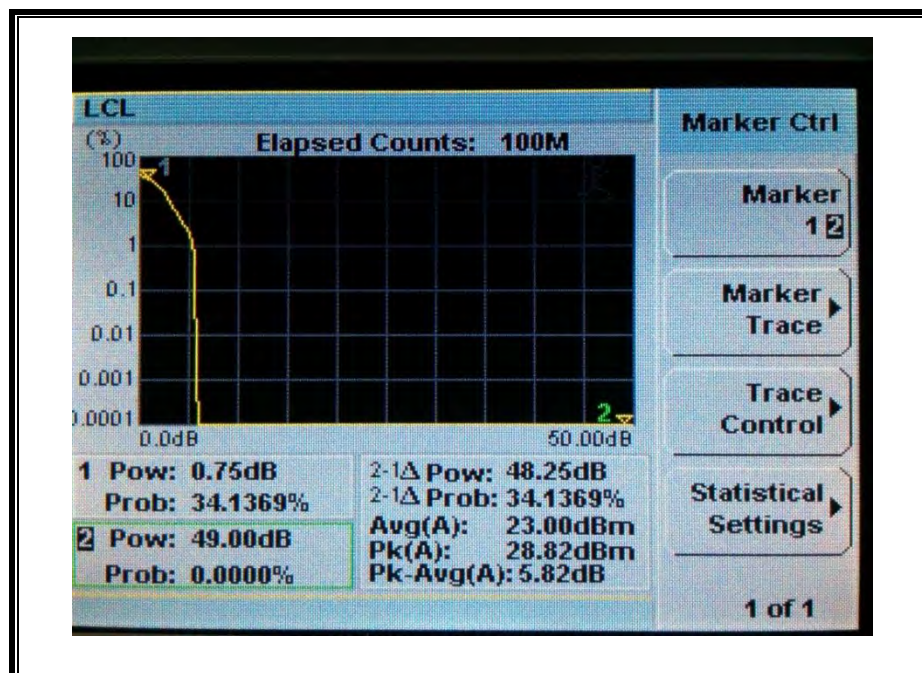 LCL
(%)
Elapsed Counts: 100M
100
10
1
0.1
0.01
0.001
0.0001
1
2
0.0dB
50.00dB
1 Pow: 0.75dB
Prob: 34.1369%
2 Pow: 49.00dB
Prob: 0.0000%
2-1Δ Pow: 48.25dB
2-1Δ Prob: 34.1369%
Avg(A): 23.00dBm
Pk(A): 28.82dBm
Pk-Avg(A): 5.82dB
Marker Ctrl
Marker
1 2
Marker
Trace
Trace
Control
Statistical
Settings
1 of 1